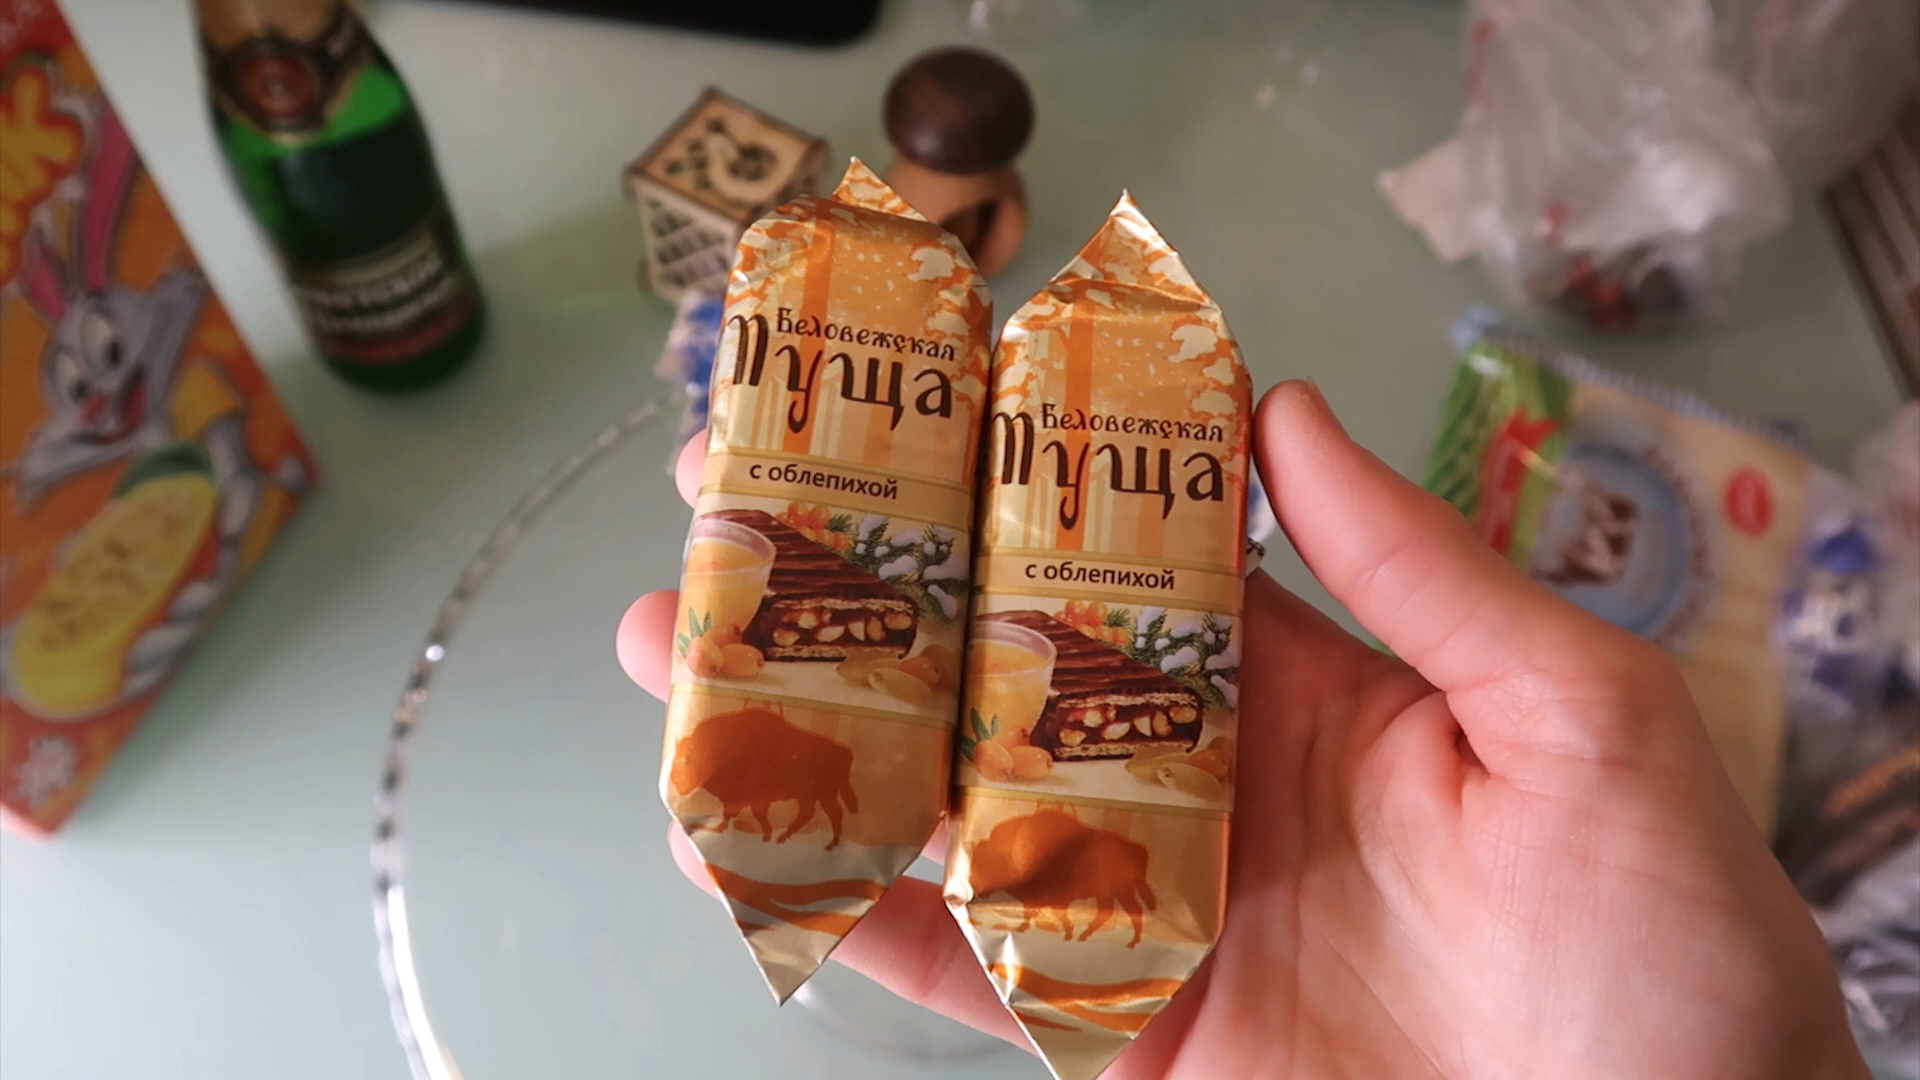 Беловежская
Пуща
с облепихой
Беловежская
Пуща
с облепихой